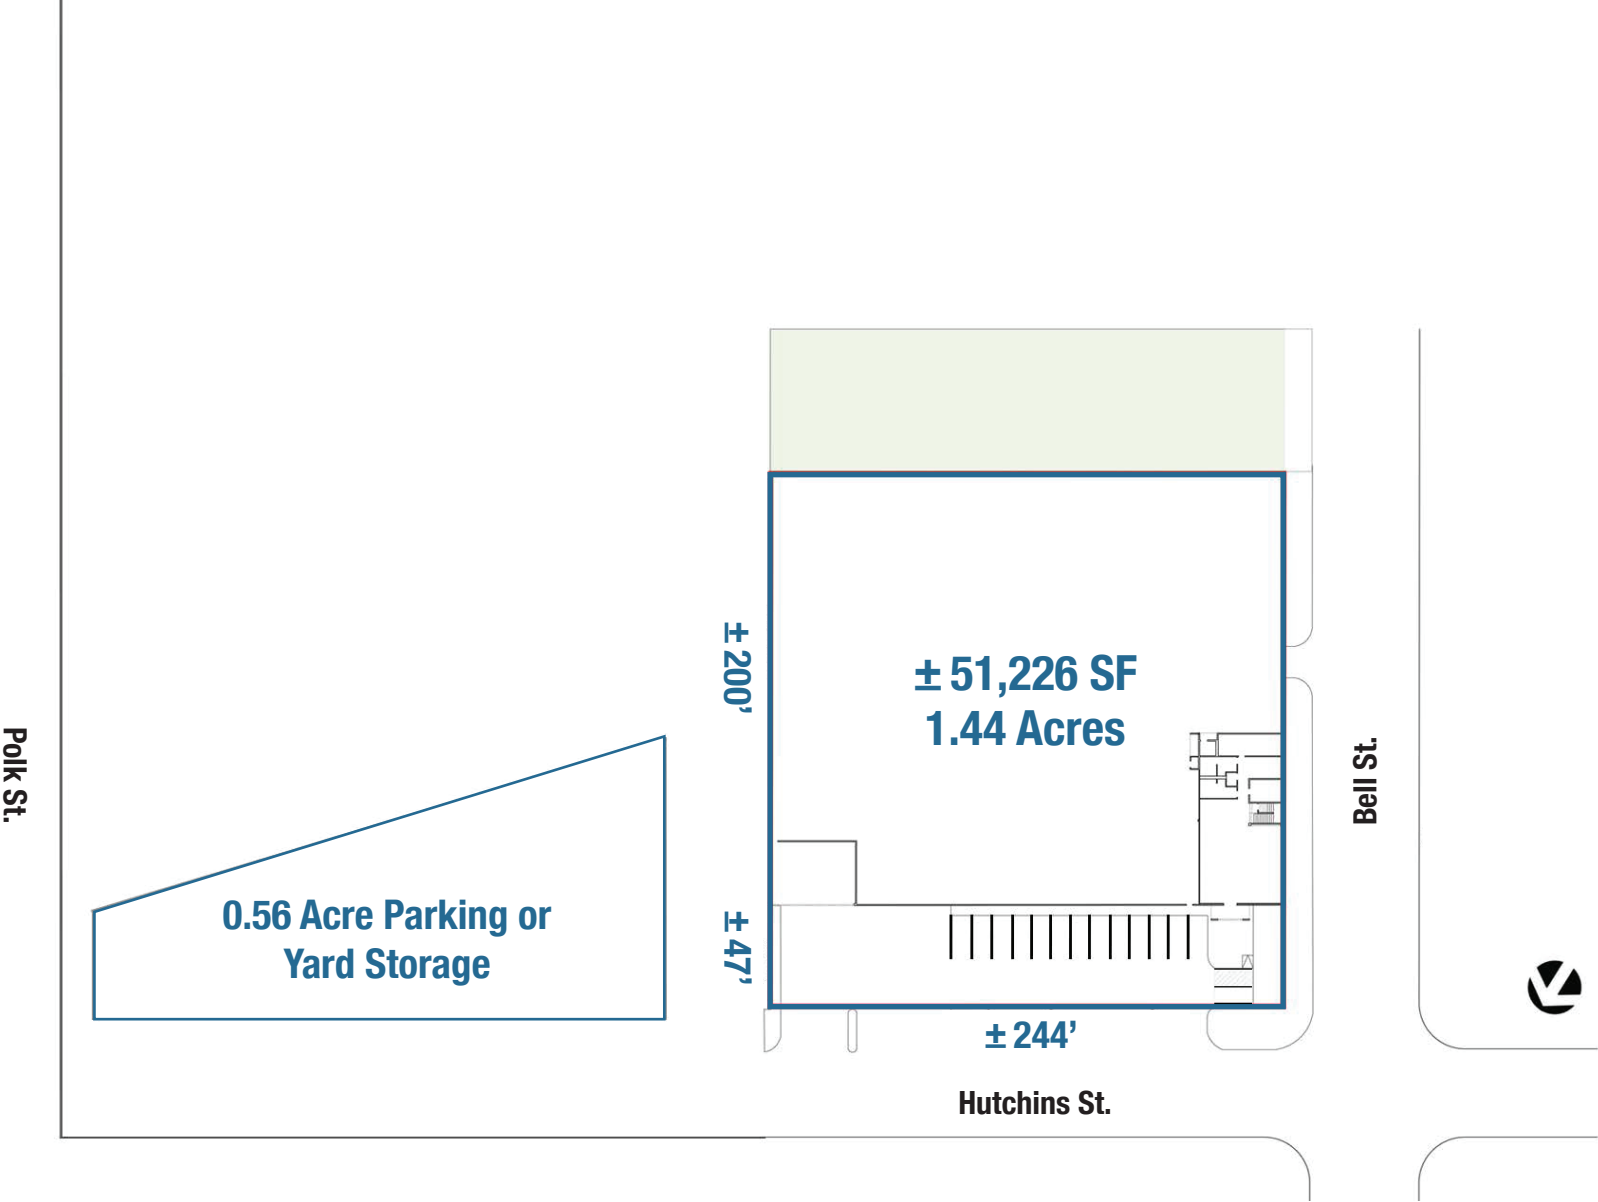 ± 200’
± 51,226 SF
1.44 Acres
Polk St.
Bell St.
0.56 Acre Parking or
Yard Storage
± 47’
± 244’
Hutchins St.